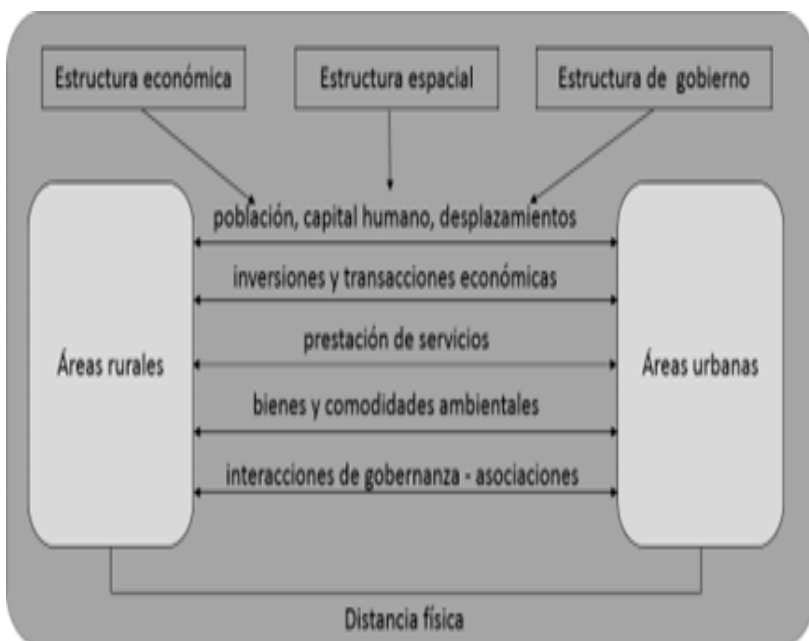 Estructura económica
Estructura espacial
Estructura de gobierno
población, capital humano, desplazamientos
inversiones y transacciones económicas
prestación de servicios
Áreas rurales
Áreas urbanas
bienes y comodidades ambientales
interacciones de gobernanza - asociaciones
Distancia física